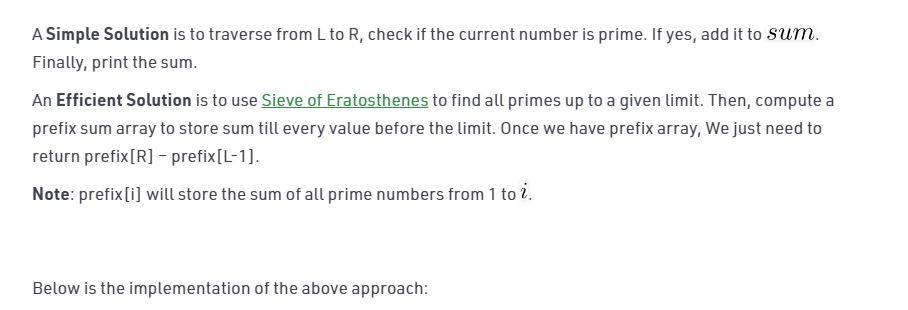 A Simple Solution is to traverse from L to R, check if the current number is prime. If yes, add it to sum.
Finally, print the sum.
An Efficient Solution is to use Sieve of Eratosthenes to find all primes up to a given limit. Then, compute a
prefix sum array to store sum till every value before the limit. Once we have prefix array, We just need to
return prefix[R] – prefix[L-1].
Note: prefix[i] will store the sum of all prime numbers from 1 to i.
Below is the implementation of the above approach: